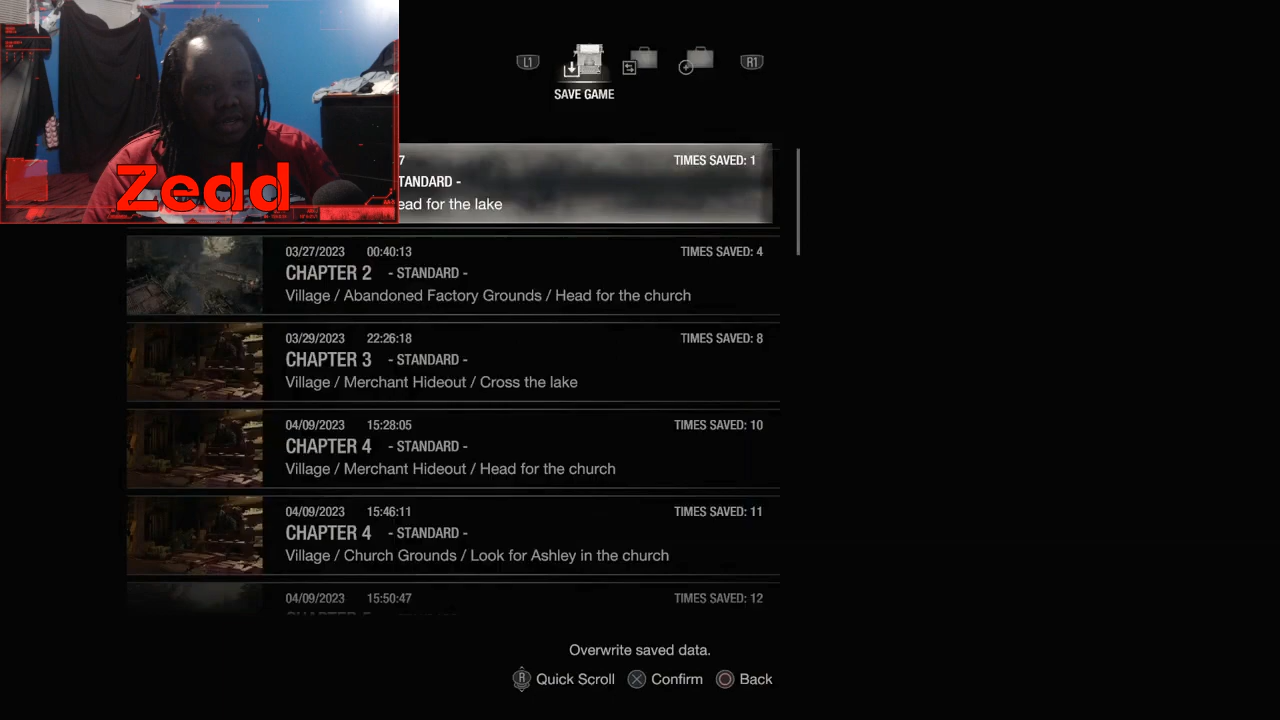 L1
R1
SAVE GAME
Zedd
7
TIMES SAVED: 1
TANDARD -
ead for the lake
03/27/2023 00:40:13 TIMES SAVED: 4
CHAPTER 2 - STANDARD -
Village / Abandoned Factory Grounds / Head for the church
03/29/2023 22:26:18 TIMES SAVED: 8
CHAPTER 3 - STANDARD -
Village / Merchant Hideout / Cross the lake
04/09/2023 15:28:05 TIMES SAVED: 10
CHAPTER 4 - STANDARD -
Village / Merchant Hideout / Head for the church
04/09/2023 15:46:11 TIMES SAVED: 11
CHAPTER 4 - STANDARD -
Village / Church Grounds / Look for Ashley in the church
04/09/2023 15:50:47 TIMES SAVED: 12
Overwrite saved data.
R Quick Scroll Confirm Back